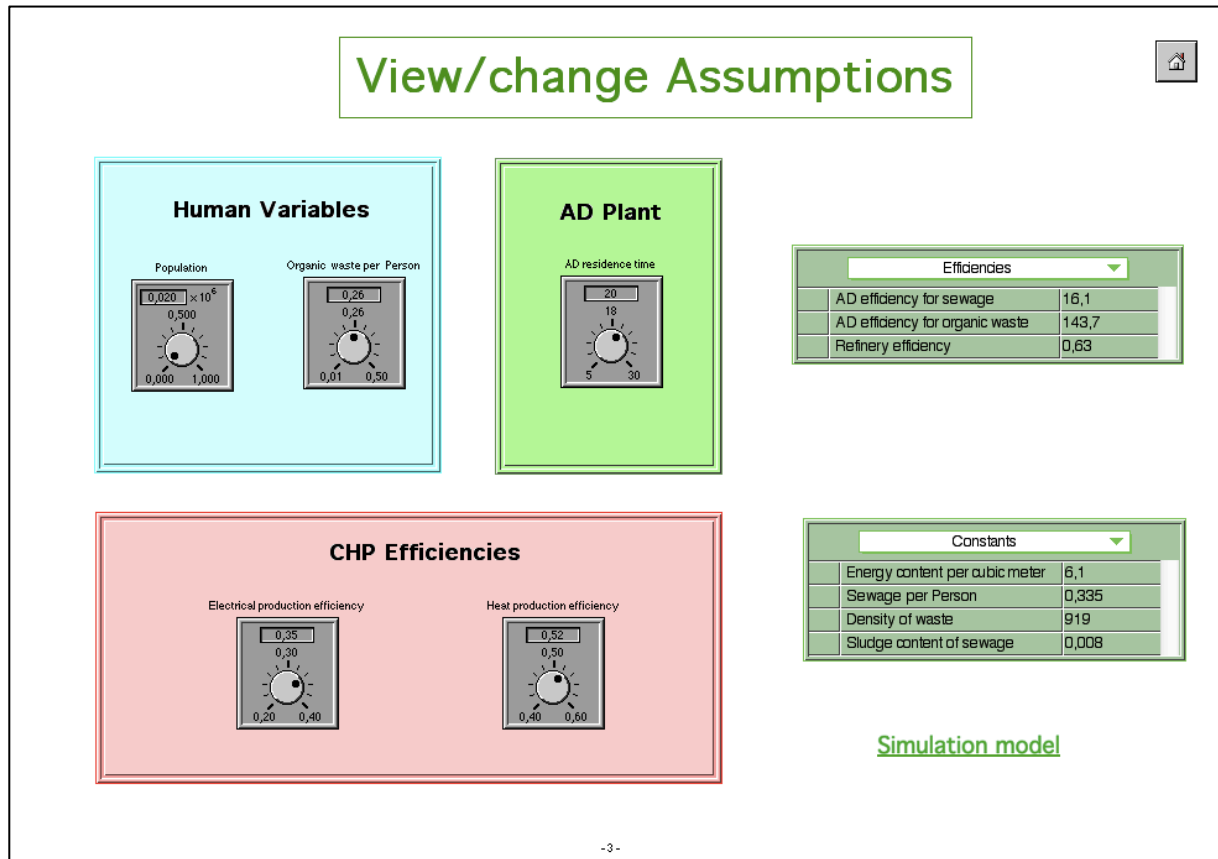 View/change Assumptions
Human Variables
Population
0,020 ×10⁶
0,500
0,000 1,000
Organic waste per Person
0,26
0,26
0,01 0,50
AD Plant
AD residence time
20
18
5 30
Efficiencies
AD efficiency for sewage 16,1
AD efficiency for organic waste 143,7
Refinery efficiency 0,63
CHP Efficiencies
Electrical production efficiency
0,35
0,30
0,20 0,40
Heat production efficiency
0,52
0,50
0,40 0,60
Constants
Energy content per cubic meter 6,1
Sewage per Person 0,335
Density of waste 919
Sludge content of sewage 0,008
Simulation model
-3-